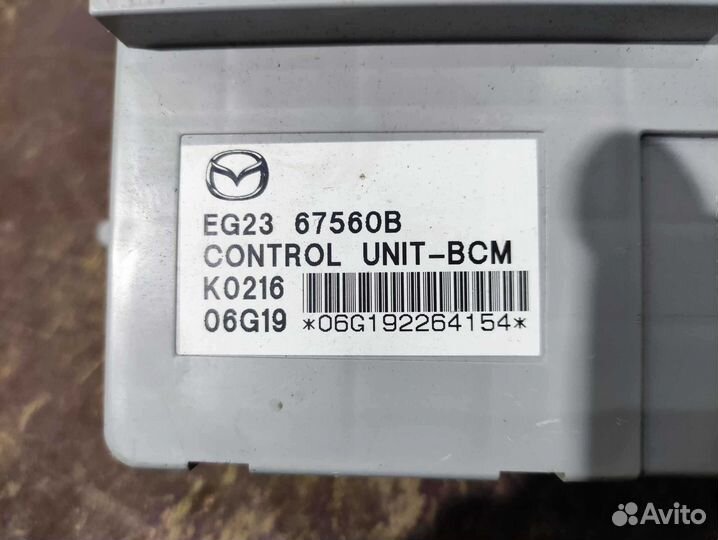 EG23 67560B
CONTROL UNIT-BCM
K0216
06G19 *06G192264154*
Avito